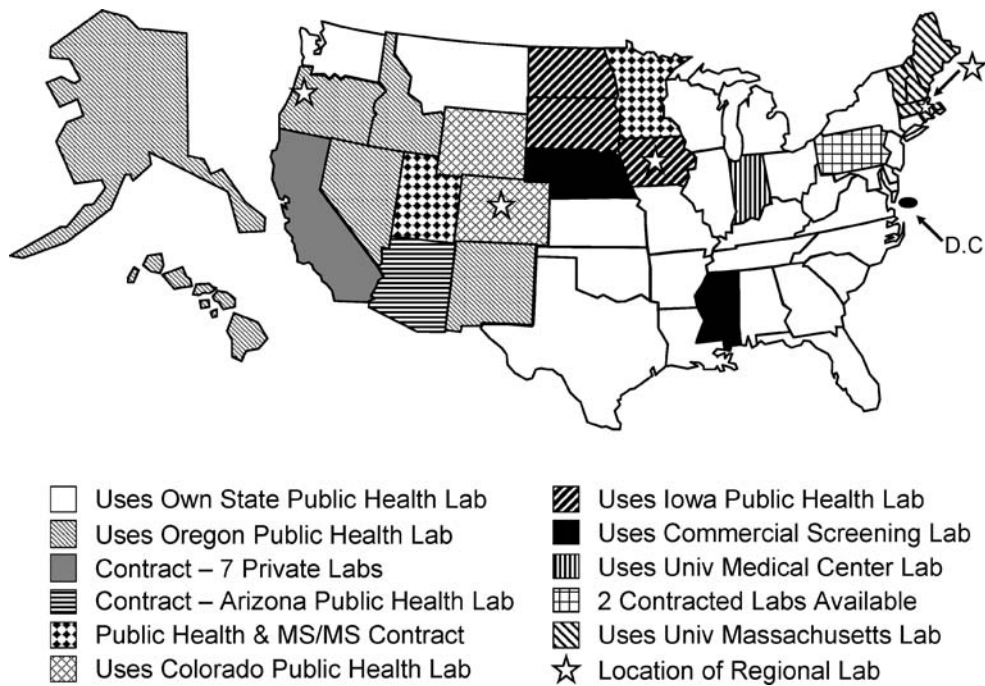 D.C
Uses Own State Public Health Lab
Uses Oregon Public Health Lab
Contract – 7 Private Labs
Contract – Arizona Public Health Lab
Public Health & MS/MS Contract
Uses Colorado Public Health Lab
Uses Iowa Public Health Lab
Uses Commercial Screening Lab
Uses Univ Medical Center Lab
2 Contracted Labs Available
Uses Univ Massachusetts Lab
Location of Regional Lab